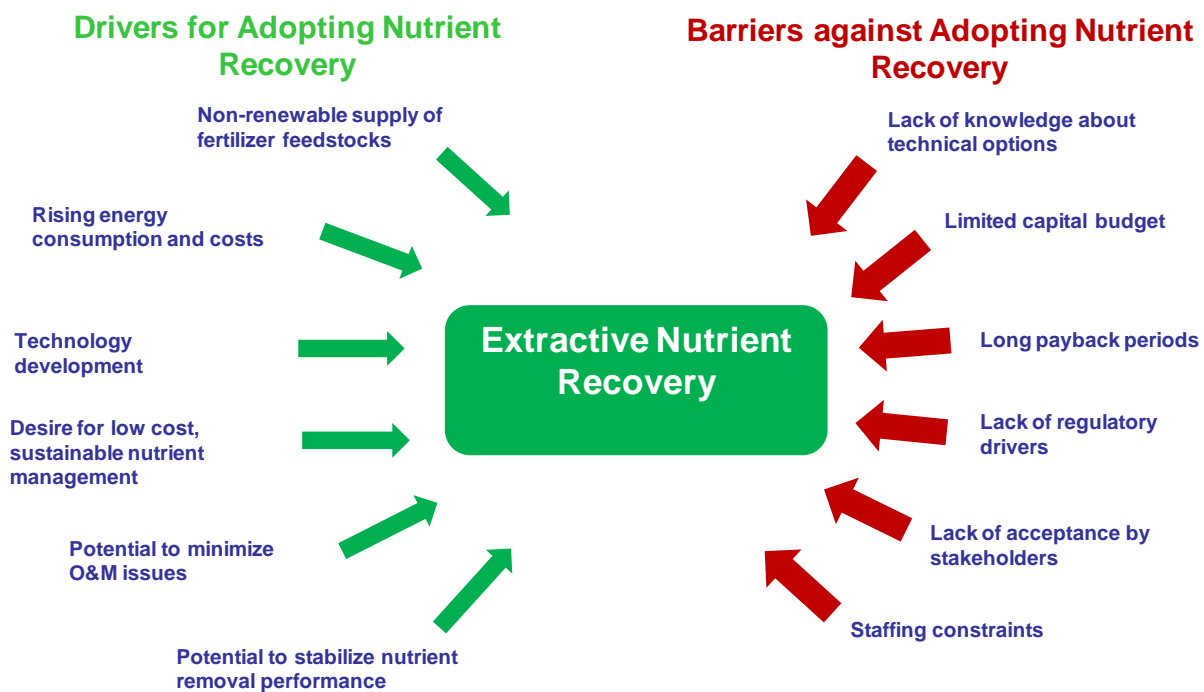 Drivers for Adopting Nutrient
Recovery
Non-renewable supply of
fertilizer feedstocks
Rising energy
consumption and costs
Technology
development
Desire for low cost,
sustainable nutrient
management
Potential to minimize
O&M issues
Potential to stabilize nutrient
removal performance
Extractive Nutrient
Recovery
Barriers against Adopting Nutrient
Recovery
Lack of knowledge about
technical options
Limited capital budget
Long payback periods
Lack of regulatory
drivers
Lack of acceptance by
stakeholders
Staffing constraints